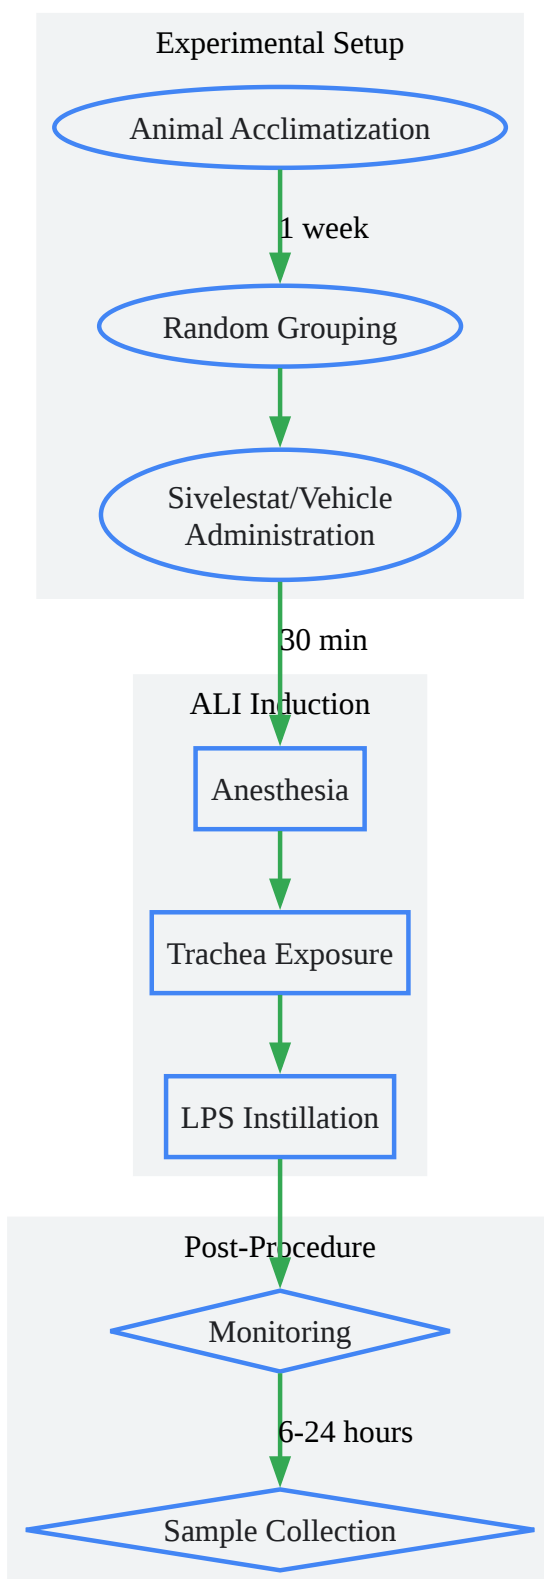 Experimental Setup
Animal Acclimatization
1 week
Random Grouping
Sivelestat/Vehicle
Administration
30 min
ALI Induction
Anesthesia
Trachea Exposure
LPS Instillation
Post-Procedure
Monitoring
6-24 hours
Sample Collection